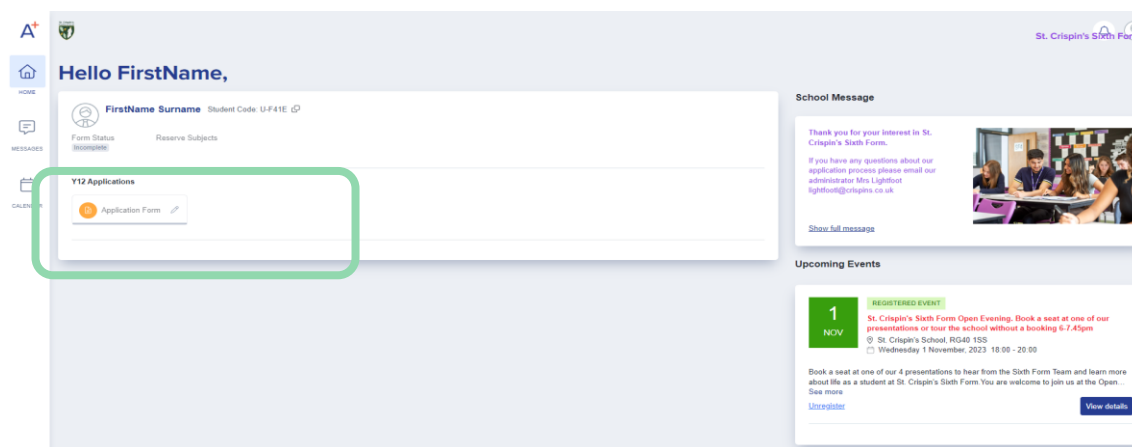 A+
St. Crispin's Sixth For
HOME
MESSAGES
CALENDAR
Hello FirstName,
FirstName Surname Student Code: U-F41E
Form Status Reserve Subjects
Incomplete
Y12 Applications
Application Form
School Message
Thank you for your interest in St.
Crispin's Sixth Form.
If you have any questions about our
application process please email our
administrator Mrs Lightfoot
lightfootl@crispins.co.uk
Show full message
Upcoming Events
1
NOV
REGISTERED EVENT
St. Crispin's Sixth Form Open Evening. Book a seat at one of our
presentations or tour the school without a booking 6-7.45pm
St. Crispin's School, RG40 1SS
Wednesday 1 November, 2023 18:00 - 20:00
Book a seat at one of our 4 presentations to hear from the Sixth Form Team and learn more
about life as a student at St. Crispin's Sixth Form.You are welcome to join us at the Open...
See more
Unregister
View details